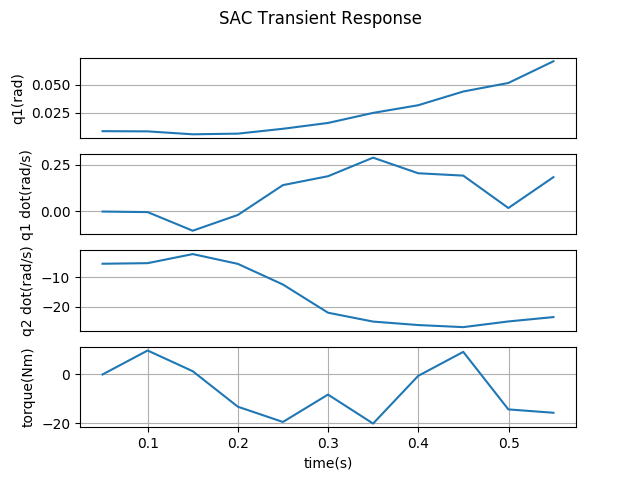 SAC Transient Response
q1(rad)
0.050
0.025
q1 dot(rad/s)
0.25
0.00
q2 dot(rad/s)
−10
−20
torque(Nm)
0
−20
0.1 0.2 0.3 0.4 0.5
time(s)